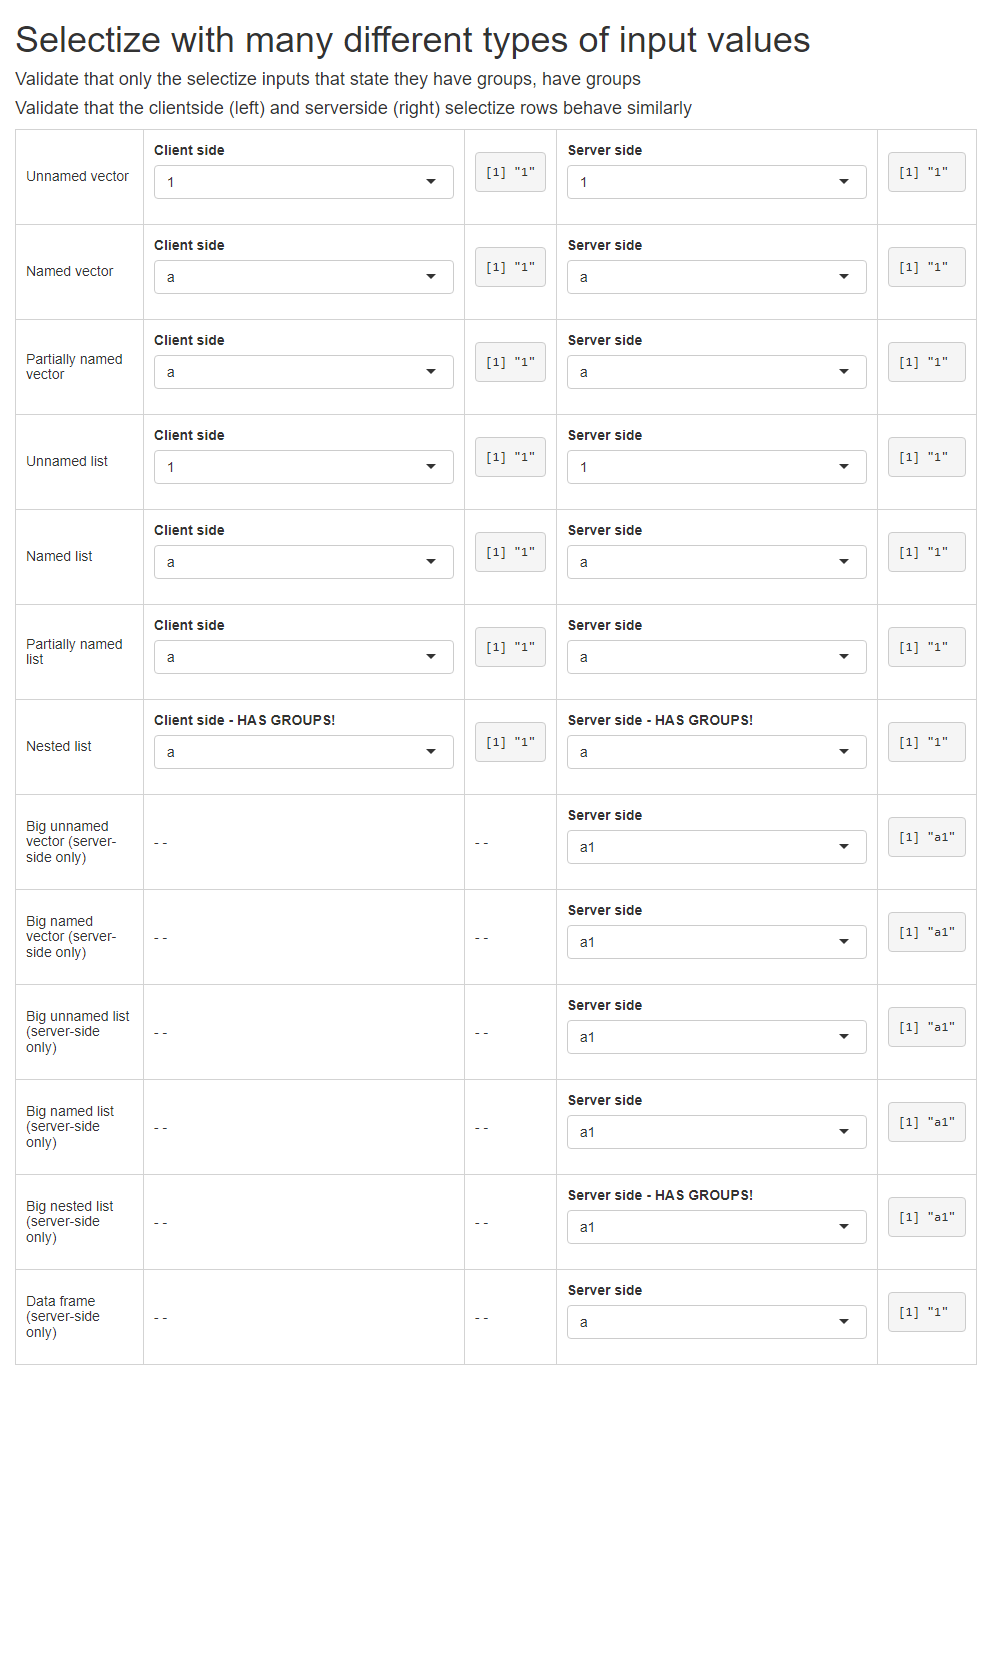 Selectize with many different types of input values
Validate that only the selectize inputs that state they have groups, have groups
Validate that the clientside (left) and serverside (right) selectize rows behave similarly
Unnamed vector
Client side
1
[1] "1"
Server side
1
[1] "1"
Named vector
Client side
a
[1] "1"
Server side
a
[1] "1"
Partially named
vector
Client side
a
[1] "1"
Server side
a
[1] "1"
Unnamed list
Client side
1
[1] "1"
Server side
1
[1] "1"
Named list
Client side
a
[1] "1"
Server side
a
[1] "1"
Partially named
list
Client side
a
[1] "1"
Server side
a
[1] "1"
Nested list
Client side - HAS GROUPS!
a
[1] "1"
Server side - HAS GROUPS!
a
[1] "1"
Big unnamed
vector (server-
side only)
- -
- -
Server side
a1
[1] "a1"
Big named
vector (server-
side only)
- -
- -
Server side
a1
[1] "a1"
Big unnamed list
(server-side
only)
- -
- -
Server side
a1
[1] "a1"
Big named list
(server-side
only)
- -
- -
Server side
a1
[1] "a1"
Big nested list
(server-side
only)
- -
- -
Server side - HAS GROUPS!
a1
[1] "a1"
Data frame
(server-side
only)
- -
- -
Server side
a
[1] "1"